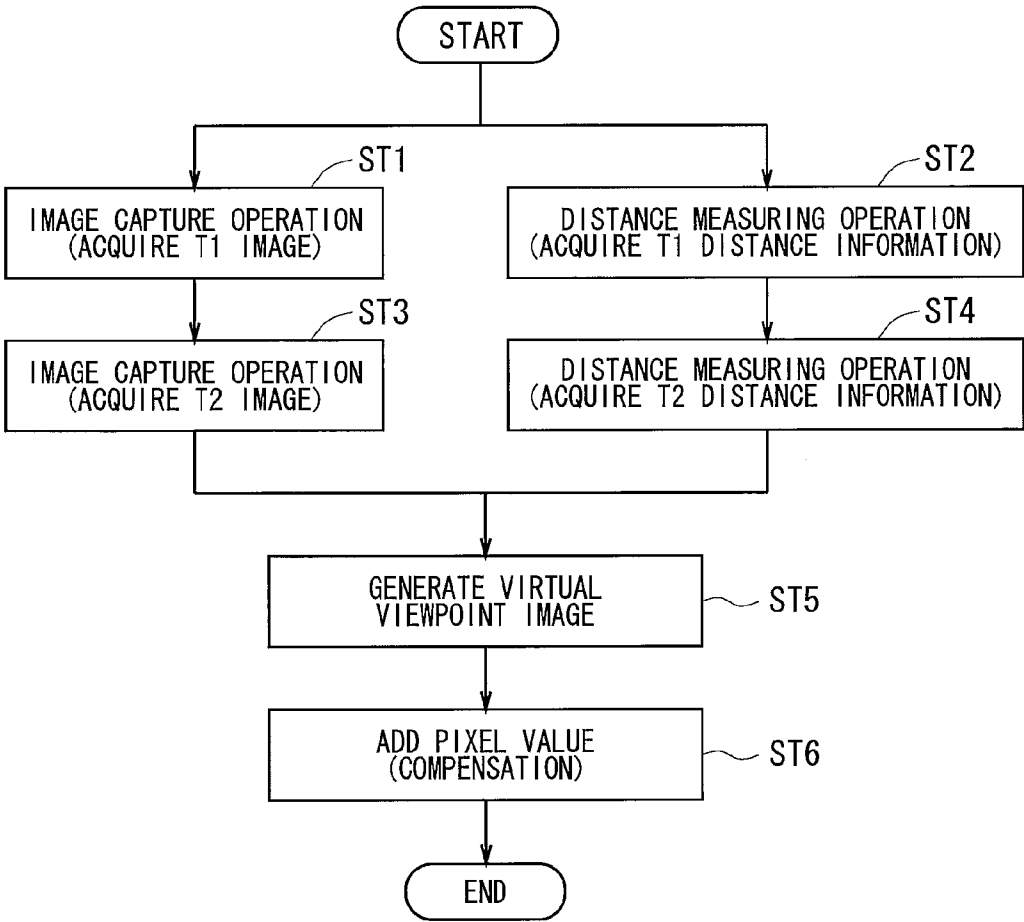 START
ST1
IMAGE CAPTURE OPERATION
(ACQUIRE T1 IMAGE)
ST2
DISTANCE MEASURING OPERATION
(ACQUIRE T1 DISTANCE INFORMATION)
ST3
IMAGE CAPTURE OPERATION
(ACQUIRE T2 IMAGE)
ST4
DISTANCE MEASURING OPERATION
(ACQUIRE T2 DISTANCE INFORMATION)
GENERATE VIRTUAL
VIEWPOINT IMAGE
ST5
ADD PIXEL VALUE
(COMPENSATION)
ST6
END